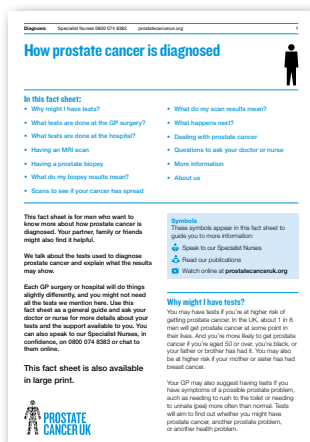 Diagnosis Specialist Nurses 0800 074 8383 prostatecanceruk.org 1
How prostate cancer is diagnosed
In this fact sheet:
• Why might I have tests?
• What tests are done at the GP surgery?
• What tests are done at the hospital?
• Having an MRI scan
• Having a prostate biopsy
• What do my biopsy results mean?
• Scans to see if your cancer has spread
• What do my scan results mean?
• What happens next?
• Dealing with prostate cancer
• Questions to ask your doctor or nurse
• More information
• About us
This fact sheet is for men who want to
know more about how prostate cancer is
diagnosed. Your partner, family or friends
might also find it helpful.
We talk about the tests used to diagnose
prostate cancer and explain what the results
may show.
Each GP surgery or hospital will do things
slightly differently, and you might not need
all the tests we mention here. Use this
fact sheet as a general guide and ask your
doctor or nurse for more details about your
tests and the support available to you. You
can also speak to our Specialist Nurses, in
confidence, on 0800 074 8383 or chat to
them online.
This fact sheet is also available
in large print.
PROSTATE
CANCER UK
Symbols
These symbols appear in this fact sheet to
guide you to more information:
Speak to our Specialist Nurses
Read our publications
Watch online at prostatecanceruk.org
Why might I have tests?
You may have tests if you're at higher risk of
getting prostate cancer. In the UK, about 1 in 8
men will get prostate cancer at some point in
their lives. And you're more likely to get prostate
cancer if you're aged 50 or over, you're black, or
your father or brother has had it. You may also
be at higher risk if your mother or sister has had
breast cancer.
Your GP may also suggest having tests if you
have symptoms of a possible prostate problem,
such as needing to rush to the toilet or needing
to urinate (pee) more often than normal. Tests
will aim to find out whether you might have
prostate cancer, another prostate problem,
or another health problem.